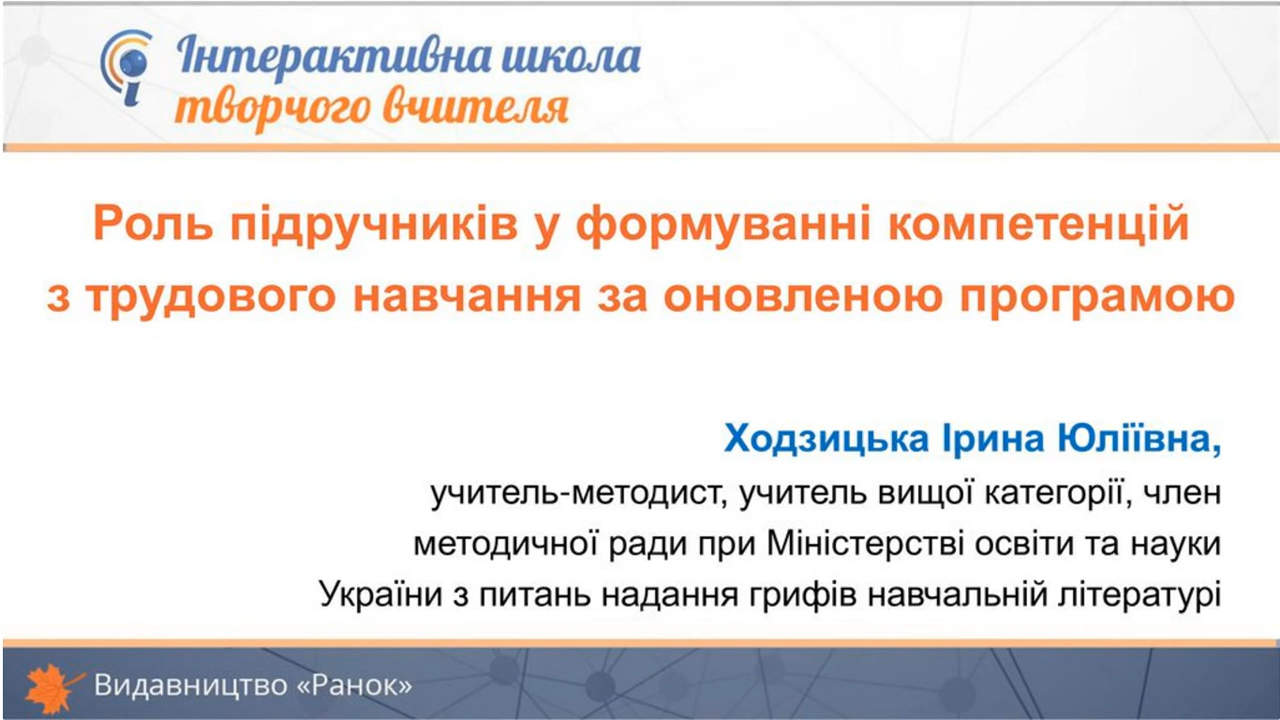 Інтерактивна школа
творчого вчителя
Роль підручників у формуванні компетенцій
з трудового навчання за оновленою програмою
Ходзицька Ірина Юліївна,
учитель-методист, учитель вищої категорії, член
методичної ради при Міністерстві освіти та науки
України з питань надання грифів навчальній літературі
Видавництво «Ранок»